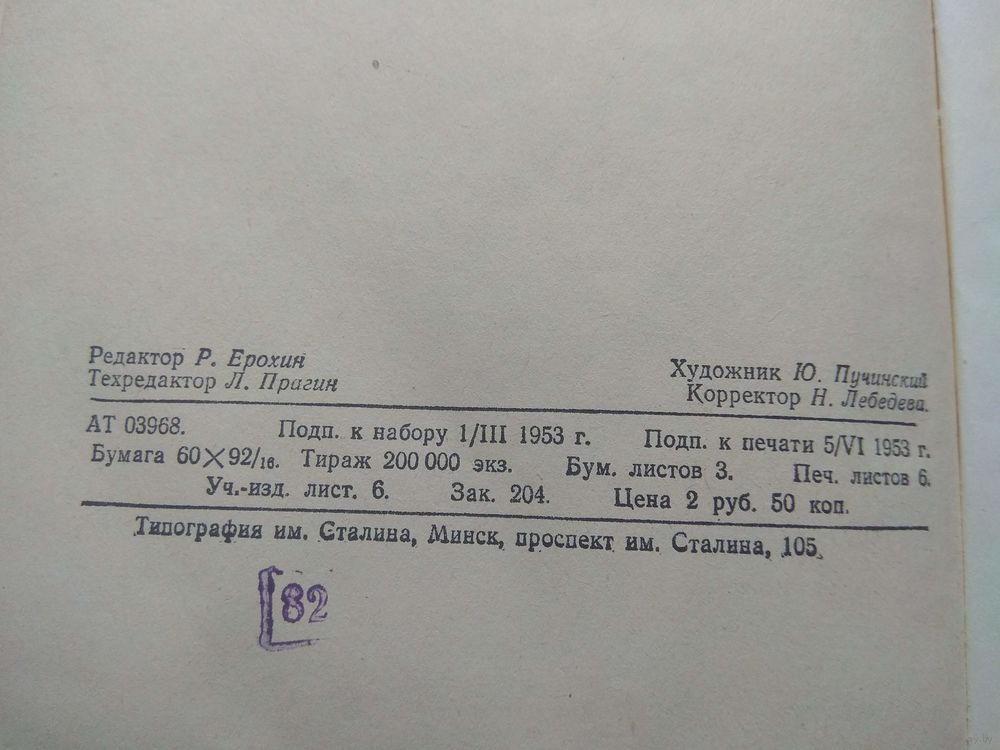 Редактор Р. Ерохин
Техредактор Л. Прагин
Художник Ю. Пучинский
Корректор Н. Лебедева.
АТ 03968. Подп. к набору 1/III 1953 г. Подп. к печати 5/VI 1953 г.
Бумага 60×92/16. Тираж 200 000 экз. Бум. листов 3. Печ. листов 6.
Уч.-изд. лист. 6. Зак. 204. Цена 2 руб. 50 коп.
Типография им. Сталина, Минск, проспект им. Сталина, 105.
82